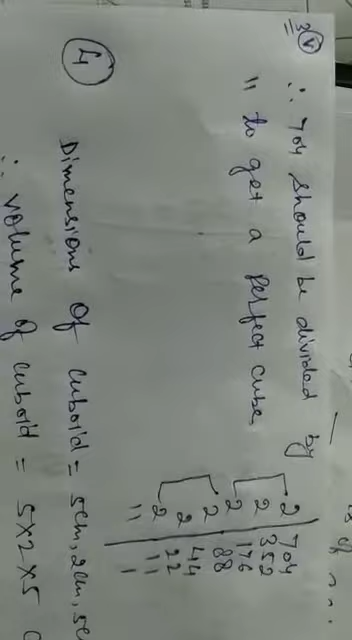 3 (v)
∴ 704 should be divided by
11 to get a perfect cube
2 | 704
2 | 352
2 | 176
2 | 88
2 | 44
2 | 22
11 | 11
1
(4) Dimensions of cuboid = 5cm, 2cm, 5c
∴ volume of cuboid = 5×2×5